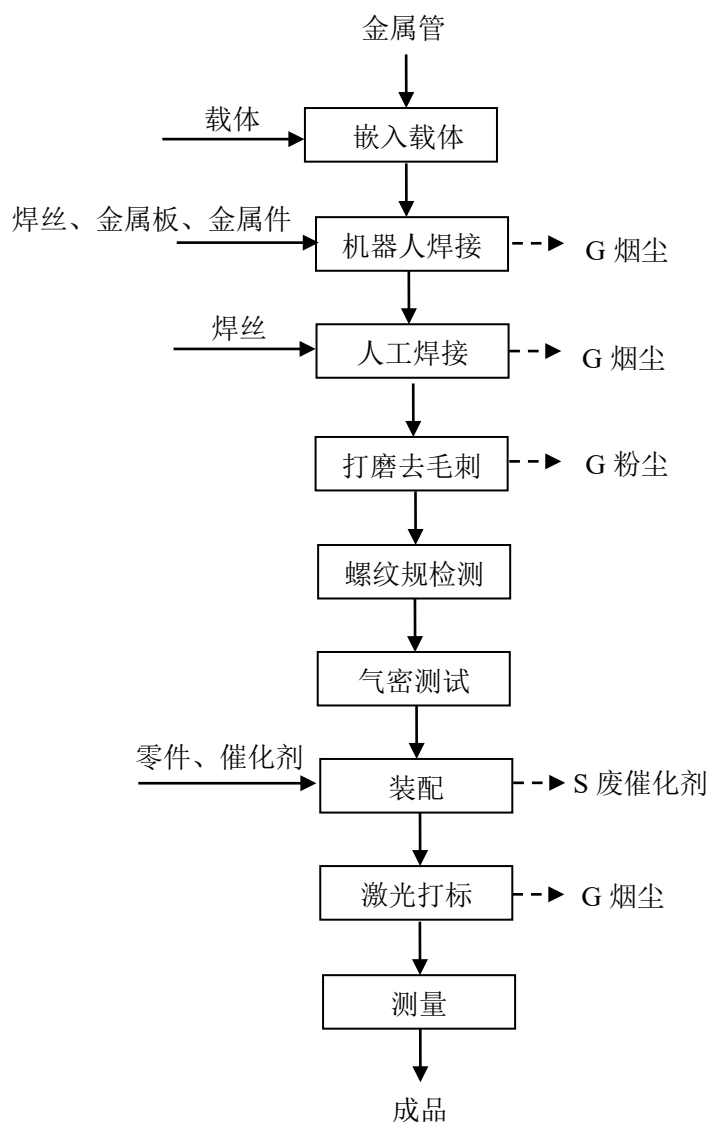 金属管
载体
嵌入载体
焊丝、金属板、金属件
机器人焊接
G 烟尘
焊丝
人工焊接
G 烟尘
打磨去毛刺
G 粉尘
螺纹规检测
气密测试
零件、催化剂
装配
S 废催化剂
激光打标
G 烟尘
测量
成品